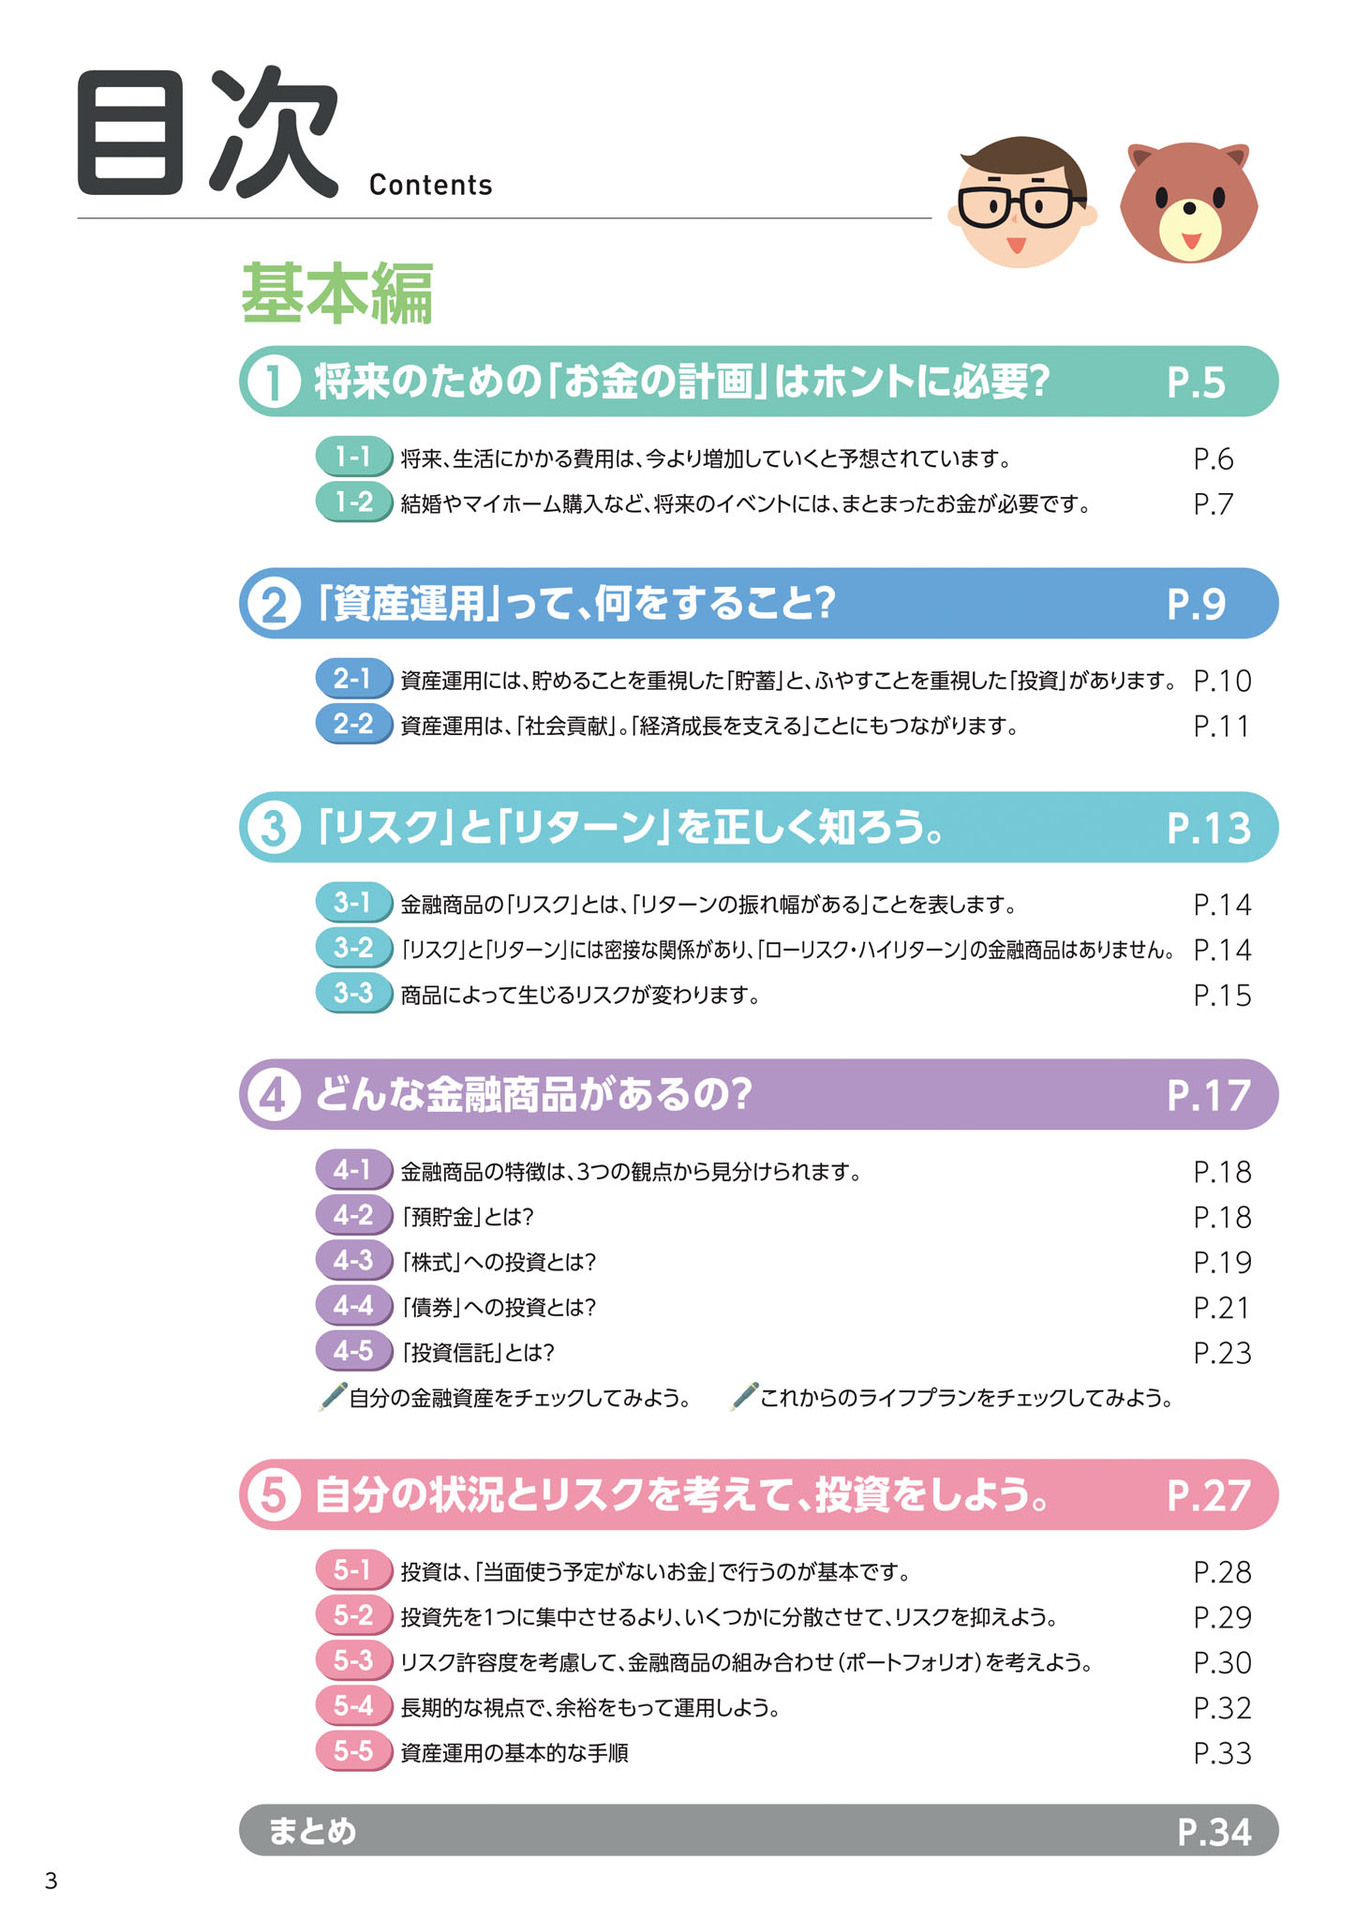 目次 Contents
基本編
1 将来のための「お金の計画」はホントに必要? P.5
1-1 将来、生活にかかる費用は、今より増加していくと予想されています。 P.6
1-2 結婚やマイホーム購入など、将来のイベントには、まとまったお金が必要です。 P.7
2 「資産運用」って、何をすること? P.9
2-1 資産運用には、貯めることを重視した「貯蓄」と、ふやすことを重視した「投資」があります。 P.10
2-2 資産運用は、「社会貢献」。「経済成長を支える」ことにもつながります。 P.11
3 「リスク」と「リターン」を正しく知ろう。 P.13
3-1 金融商品の「リスク」とは、「リターンの振れ幅がある」ことを表します。 P.14
3-2 「リスク」と「リターン」には密接な関係があり、「ローリスク・ハイリターン」の金融商品はありません。 P.14
3-3 商品によって生じるリスクが変わります。 P.15
4 どんな金融商品があるの? P.17
4-1 金融商品の特徴は、3つの観点から見分けられます。 P.18
4-2 「預貯金」とは? P.18
4-3 「株式」への投資とは? P.19
4-4 「債券」への投資とは? P.21
4-5 「投資信託」とは? P.23
自分の金融資産をチェックしてみよう。 これからのライフプランをチェックしてみよう。
5 自分の状況とリスクを考えて、投資をしよう。 P.27
5-1 投資は、「当面使う予定がないお金」で行うのが基本です。 P.28
5-2 投資先を1つに集中させるより、いくつかに分散させて、リスクを抑えよう。 P.29
5-3 リスク許容度を考慮して、金融商品の組み合わせ(ポートフォリオ)を考えよう。 P.30
5-4 長期的な視点で、余裕をもって運用しよう。 P.32
5-5 資産運用の基本的な手順 P.33
まとめ P.34
3